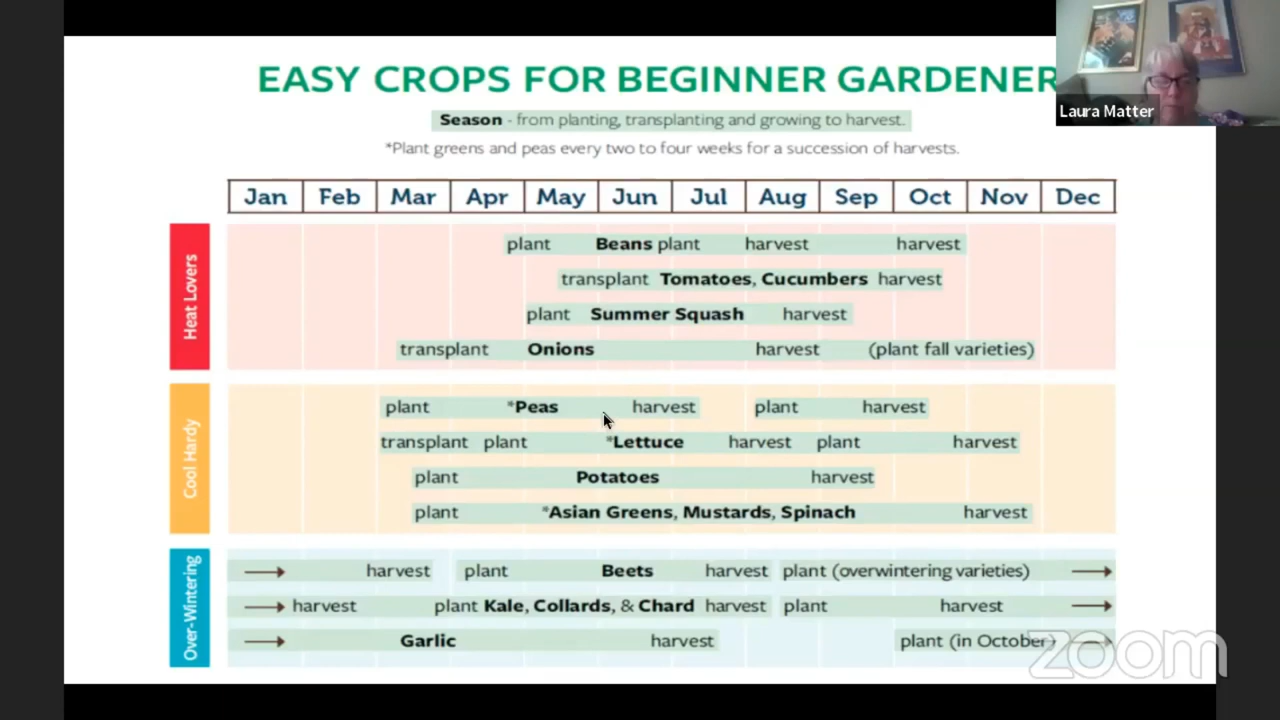 EASY CROPS FOR BEGINNER GARDENER
Laura Matter
Season - from planting, transplanting and growing to harvest.
*Plant greens and peas every two to four weeks for a succession of harvests.
Jan Feb Mar Apr May Jun Jul Aug Sep Oct Nov Dec
Heat Lovers
plant Beans plant harvest harvest
transplant Tomatoes, Cucumbers harvest
plant Summer Squash harvest
transplant Onions harvest (plant fall varieties)
Cool Hardy
plant *Peas harvest plant harvest
transplant plant *Lettuce harvest plant harvest
plant Potatoes harvest
plant *Asian Greens, Mustards, Spinach harvest
Over-Wintering
harvest plant Beets harvest plant (overwintering varieties)
harvest plant Kale, Collards, & Chard harvest plant harvest
Garlic harvest plant (in October)
zoom